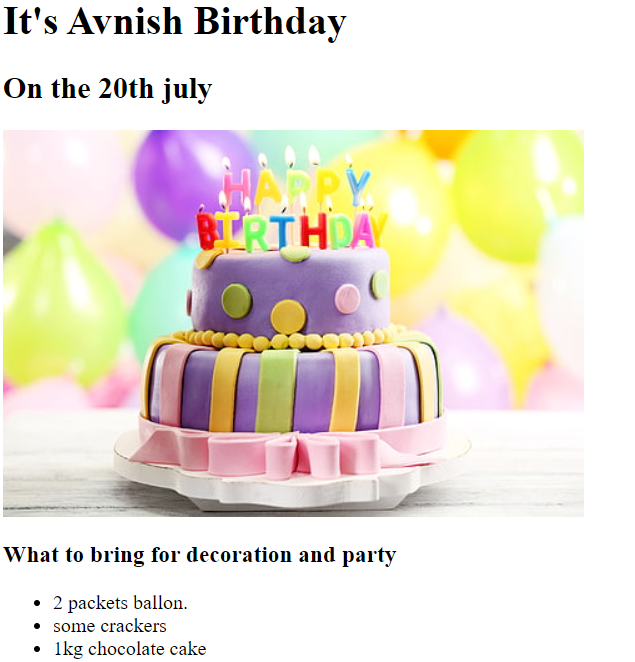 It's Avnish Birthday
On the 20th july
HAPPY
BIRTHDAY
What to bring for decoration and party
2 packets ballon.
some crackers
1kg chocolate cake